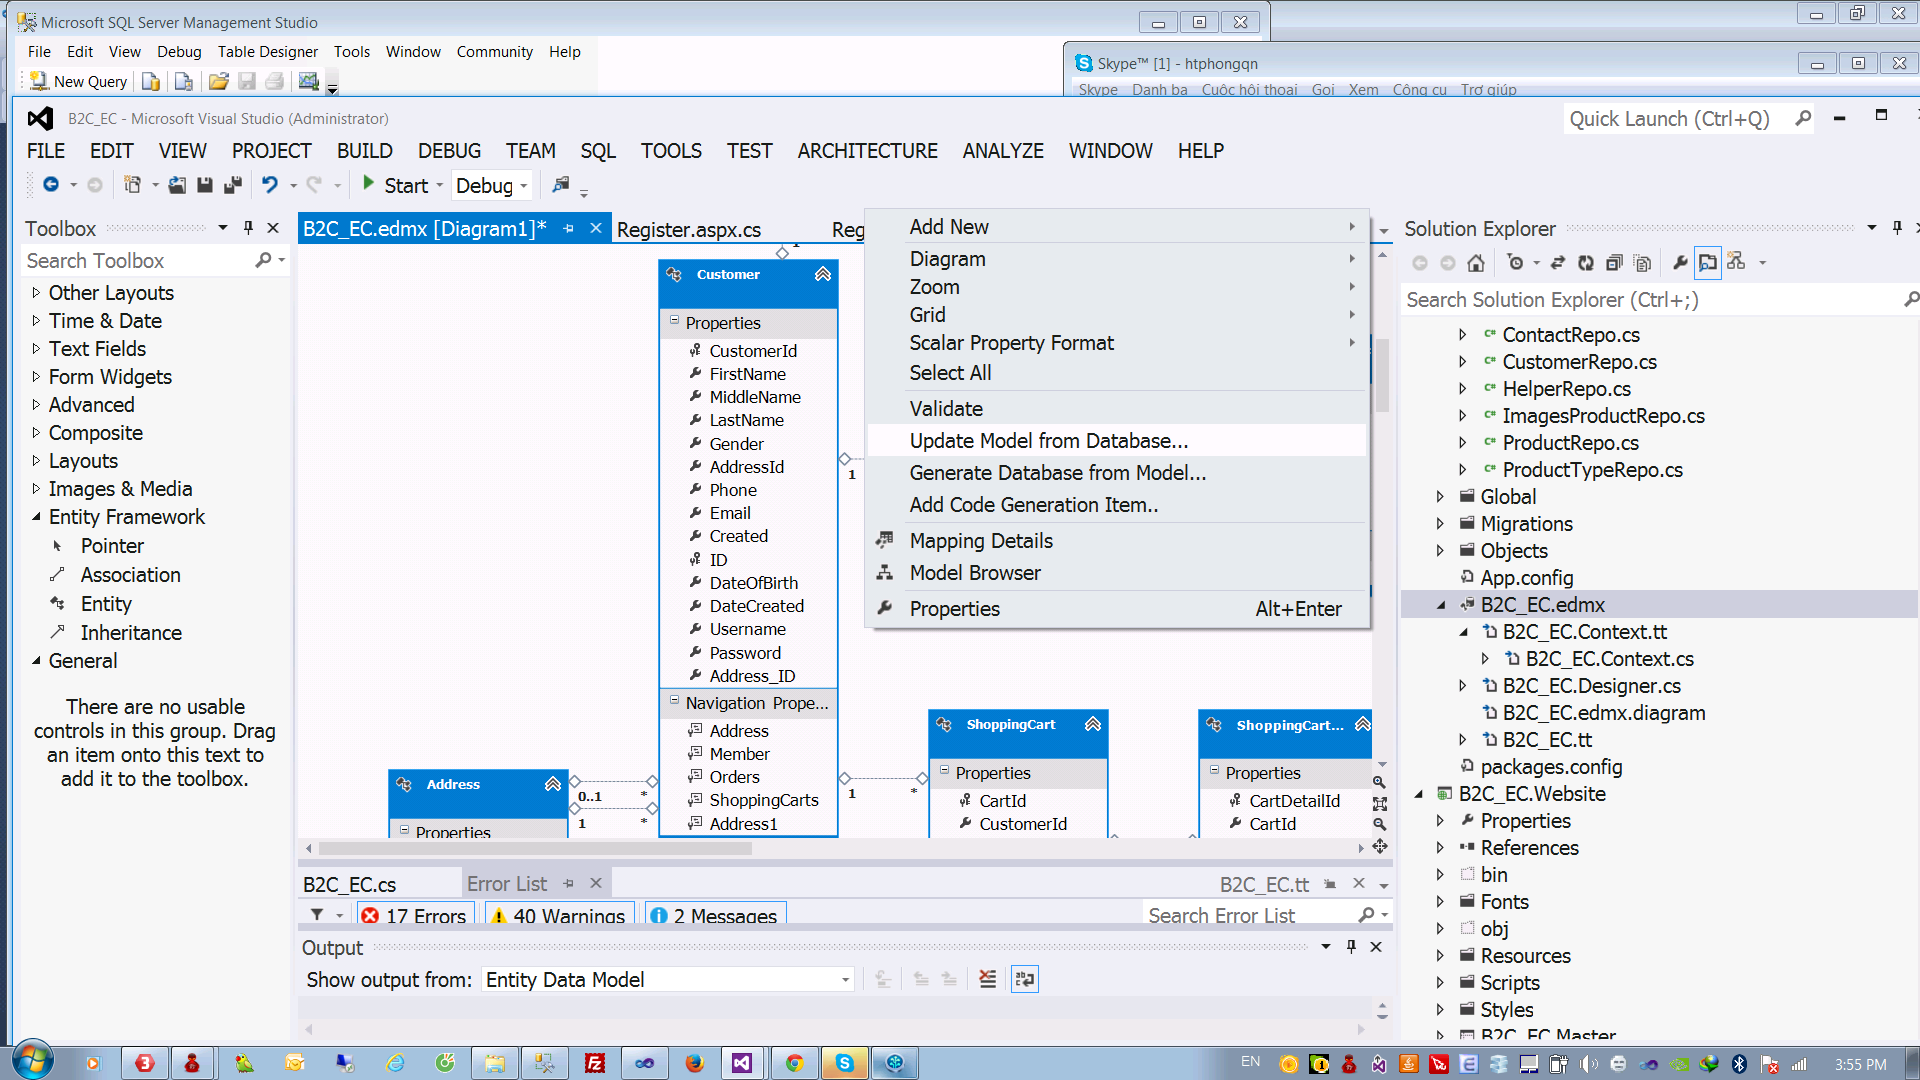 Microsoft SQL Server Management Studio
File Edit View Debug Table Designer Tools Window Community Help
New Query
Skype™ [1] - htphongqn
Skype Danh bạ Cuộc hội thoại Gọi Xem Công cụ Trợ giúp
B2C_EC - Microsoft Visual Studio (Administrator)
Quick Launch (Ctrl+Q)
FILE EDIT VIEW PROJECT BUILD DEBUG TEAM SQL TOOLS TEST ARCHITECTURE ANALYZE WINDOW HELP
Start Debug
Toolbox
Search Toolbox
Other Layouts
Time & Date
Text Fields
Form Widgets
Advanced
Composite
Layouts
Images & Media
Entity Framework
Pointer
Association
Entity
Inheritance
General
There are no usable
controls in this group. Drag
an item onto this text to
add it to the toolbox.
B2C_EC.edmx [Diagram1]* Register.aspx.cs Reg
1
Customer
Properties
CustomerId
FirstName
MiddleName
LastName
Gender
AddressId
Phone
Email
Created
ID
DateOfBirth
DateCreated
Username
Password
Address_ID
Navigation Prope...
Address
Member
Orders
ShoppingCarts
Address1
1
Address
Properties
0..1 *
1 *
1 *
ShoppingCart
Properties
CartId
CustomerId
ShoppingCart...
Properties
CartDetailId
CartId
Add New
Diagram
Zoom
Grid
Scalar Property Format
Select All
Validate
Update Model from Database...
Generate Database from Model...
Add Code Generation Item..
Mapping Details
Model Browser
Properties Alt+Enter
B2C_EC.cs Error List B2C_EC.tt
17 Errors 40 Warnings 2 Messages Search Error List
Output
Show output from: Entity Data Model
Solution Explorer
Search Solution Explorer (Ctrl+;)
ContactRepo.cs
CustomerRepo.cs
HelperRepo.cs
ImagesProductRepo.cs
ProductRepo.cs
ProductTypeRepo.cs
Global
Migrations
Objects
App.config
B2C_EC.edmx
B2C_EC.Context.tt
B2C_EC.Context.cs
B2C_EC.Designer.cs
B2C_EC.edmx.diagram
B2C_EC.tt
packages.config
B2C_EC.Website
Properties
References
bin
Fonts
obj
Resources
Scripts
Styles
B2C_EC.Master
EN
3:55 PM